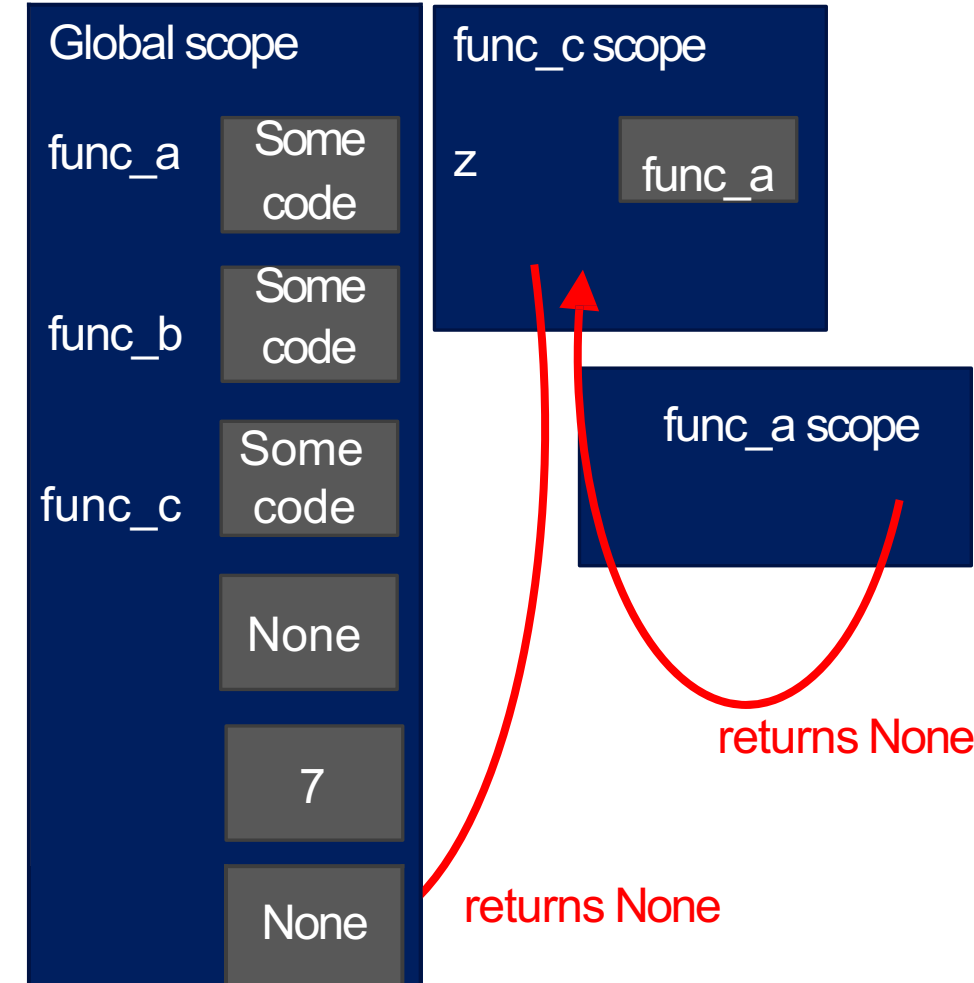 Global scope
func_a
Some
code
func_b
Some
code
func_c
Some
code
None
7
None
func_c scope
z
func_a
func_a scope
returns None
returns None